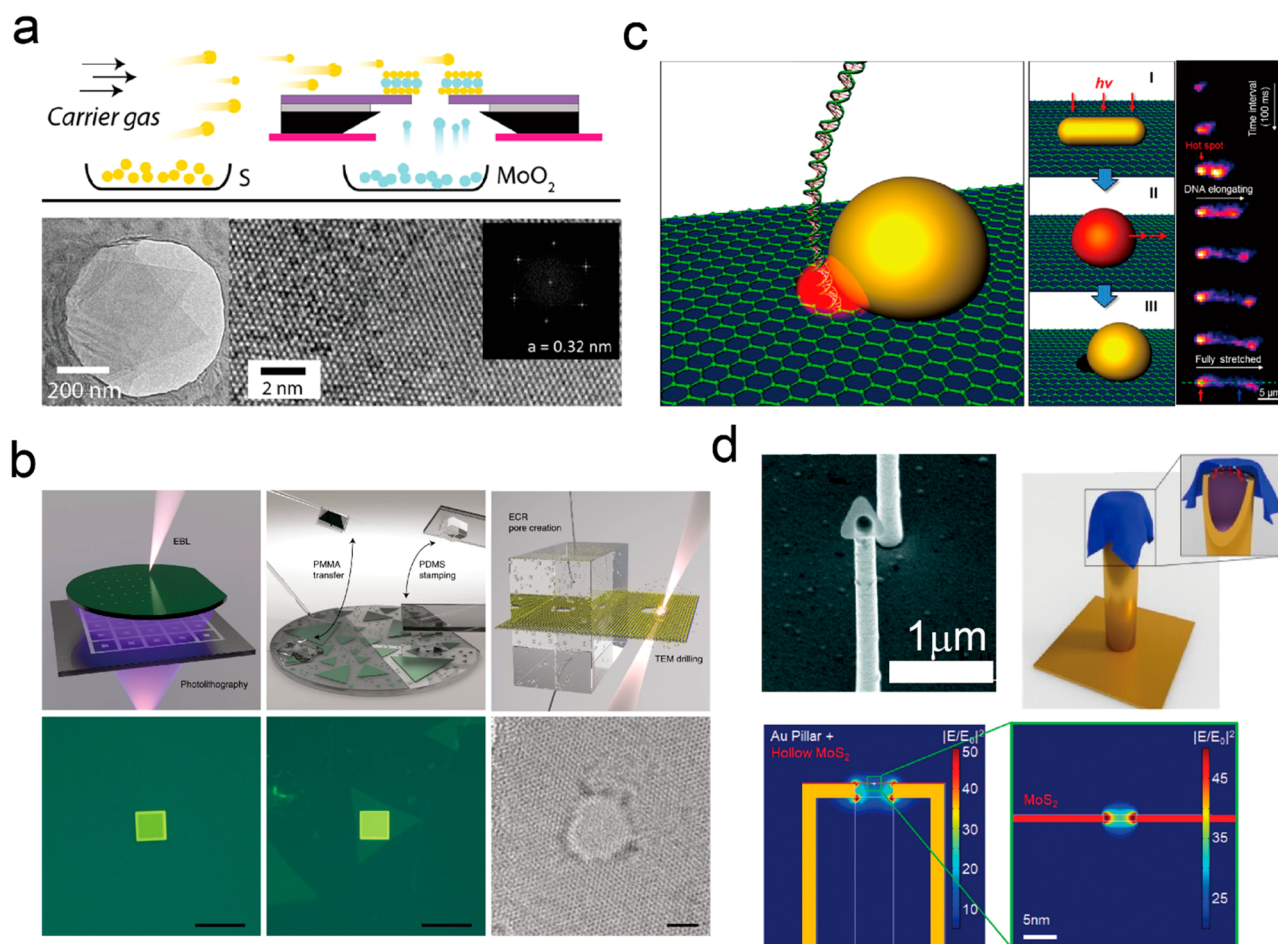 a
Carrier gas
S
MoO2
200 nm
2 nm
a = 0.32 nm
b
EBL
Photolithography
PMMA
transfer
PDMS
stamping
ECR
pore creation
TEM drilling
c
I
hv
II
III
Time interval
(100 ms)
Hot spot
DNA elongating
Fully stretched
5 μm
d
1μm
Au Pillar +
Hollow MoS2
|E/E0|²
50
40
30
20
10
MoS2
|E/E0|²
45
35
25
5nm